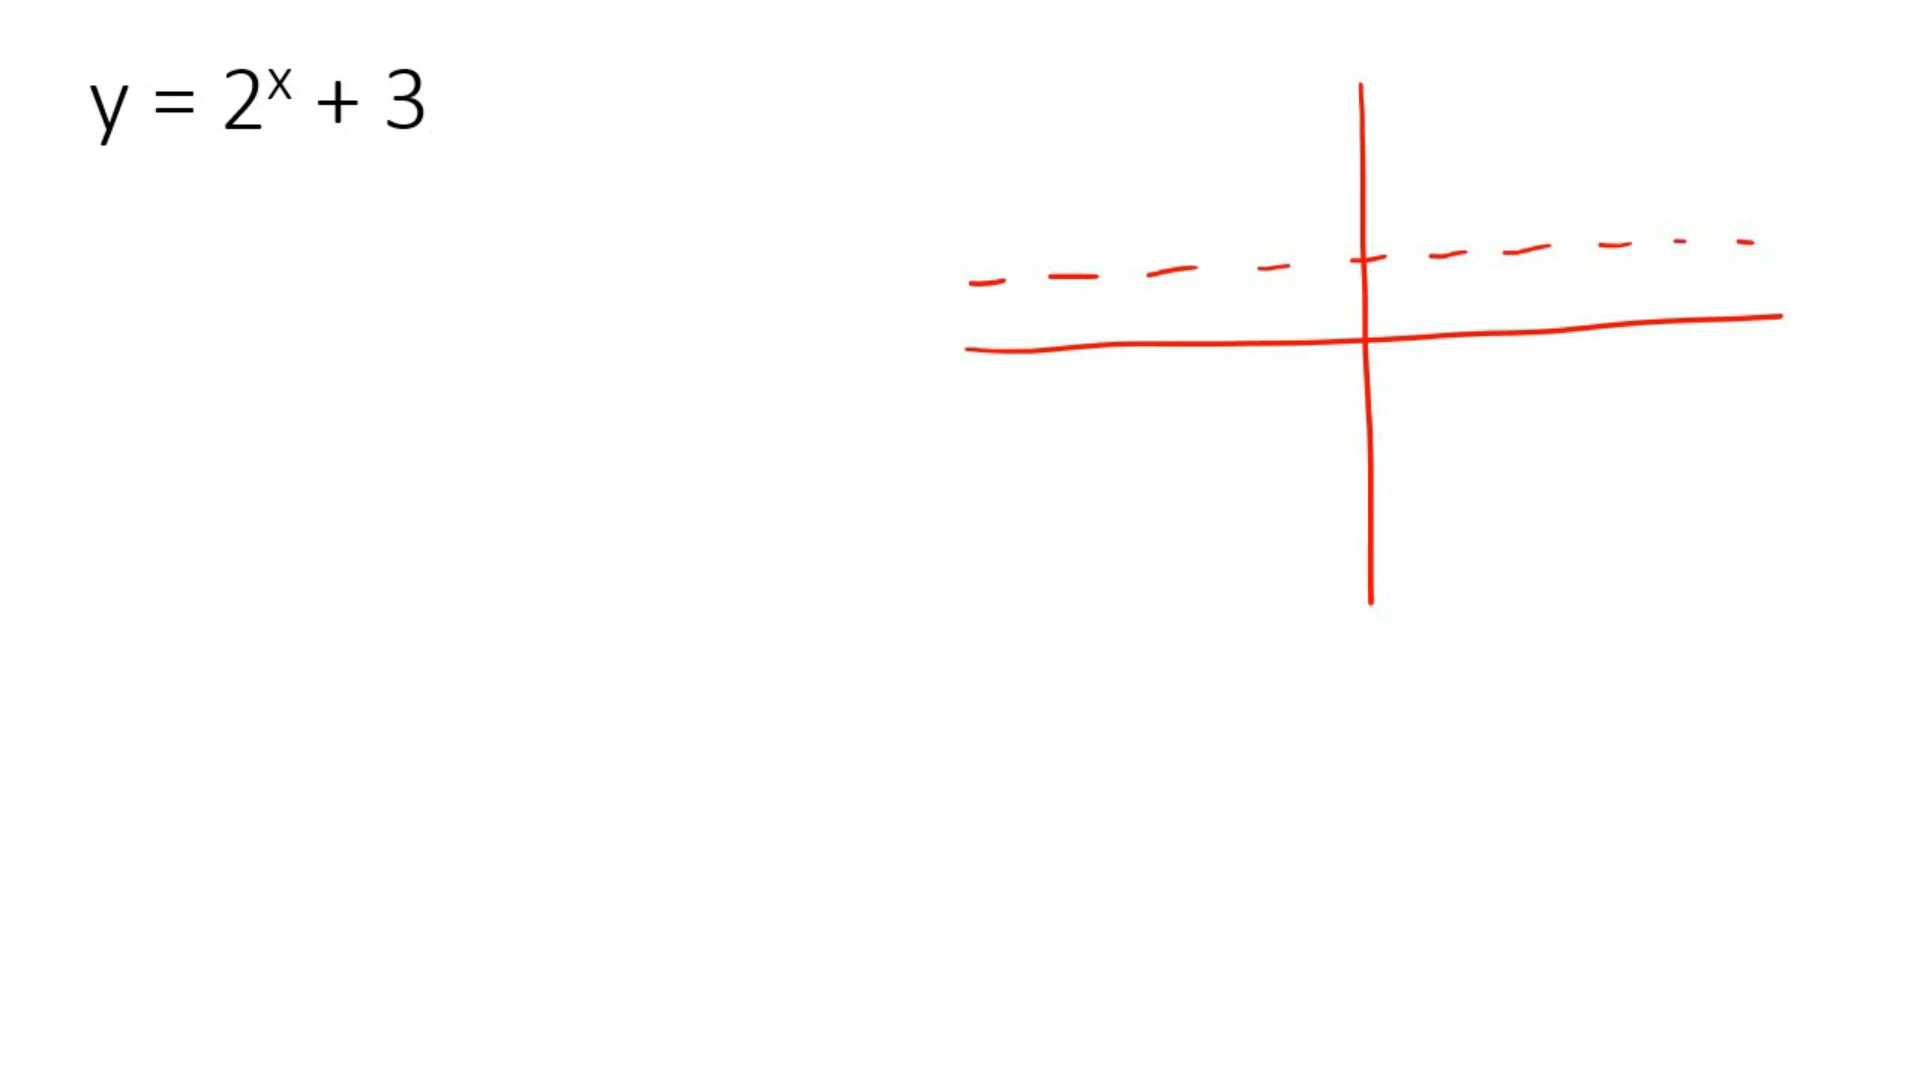 y = 2ˣ + 3